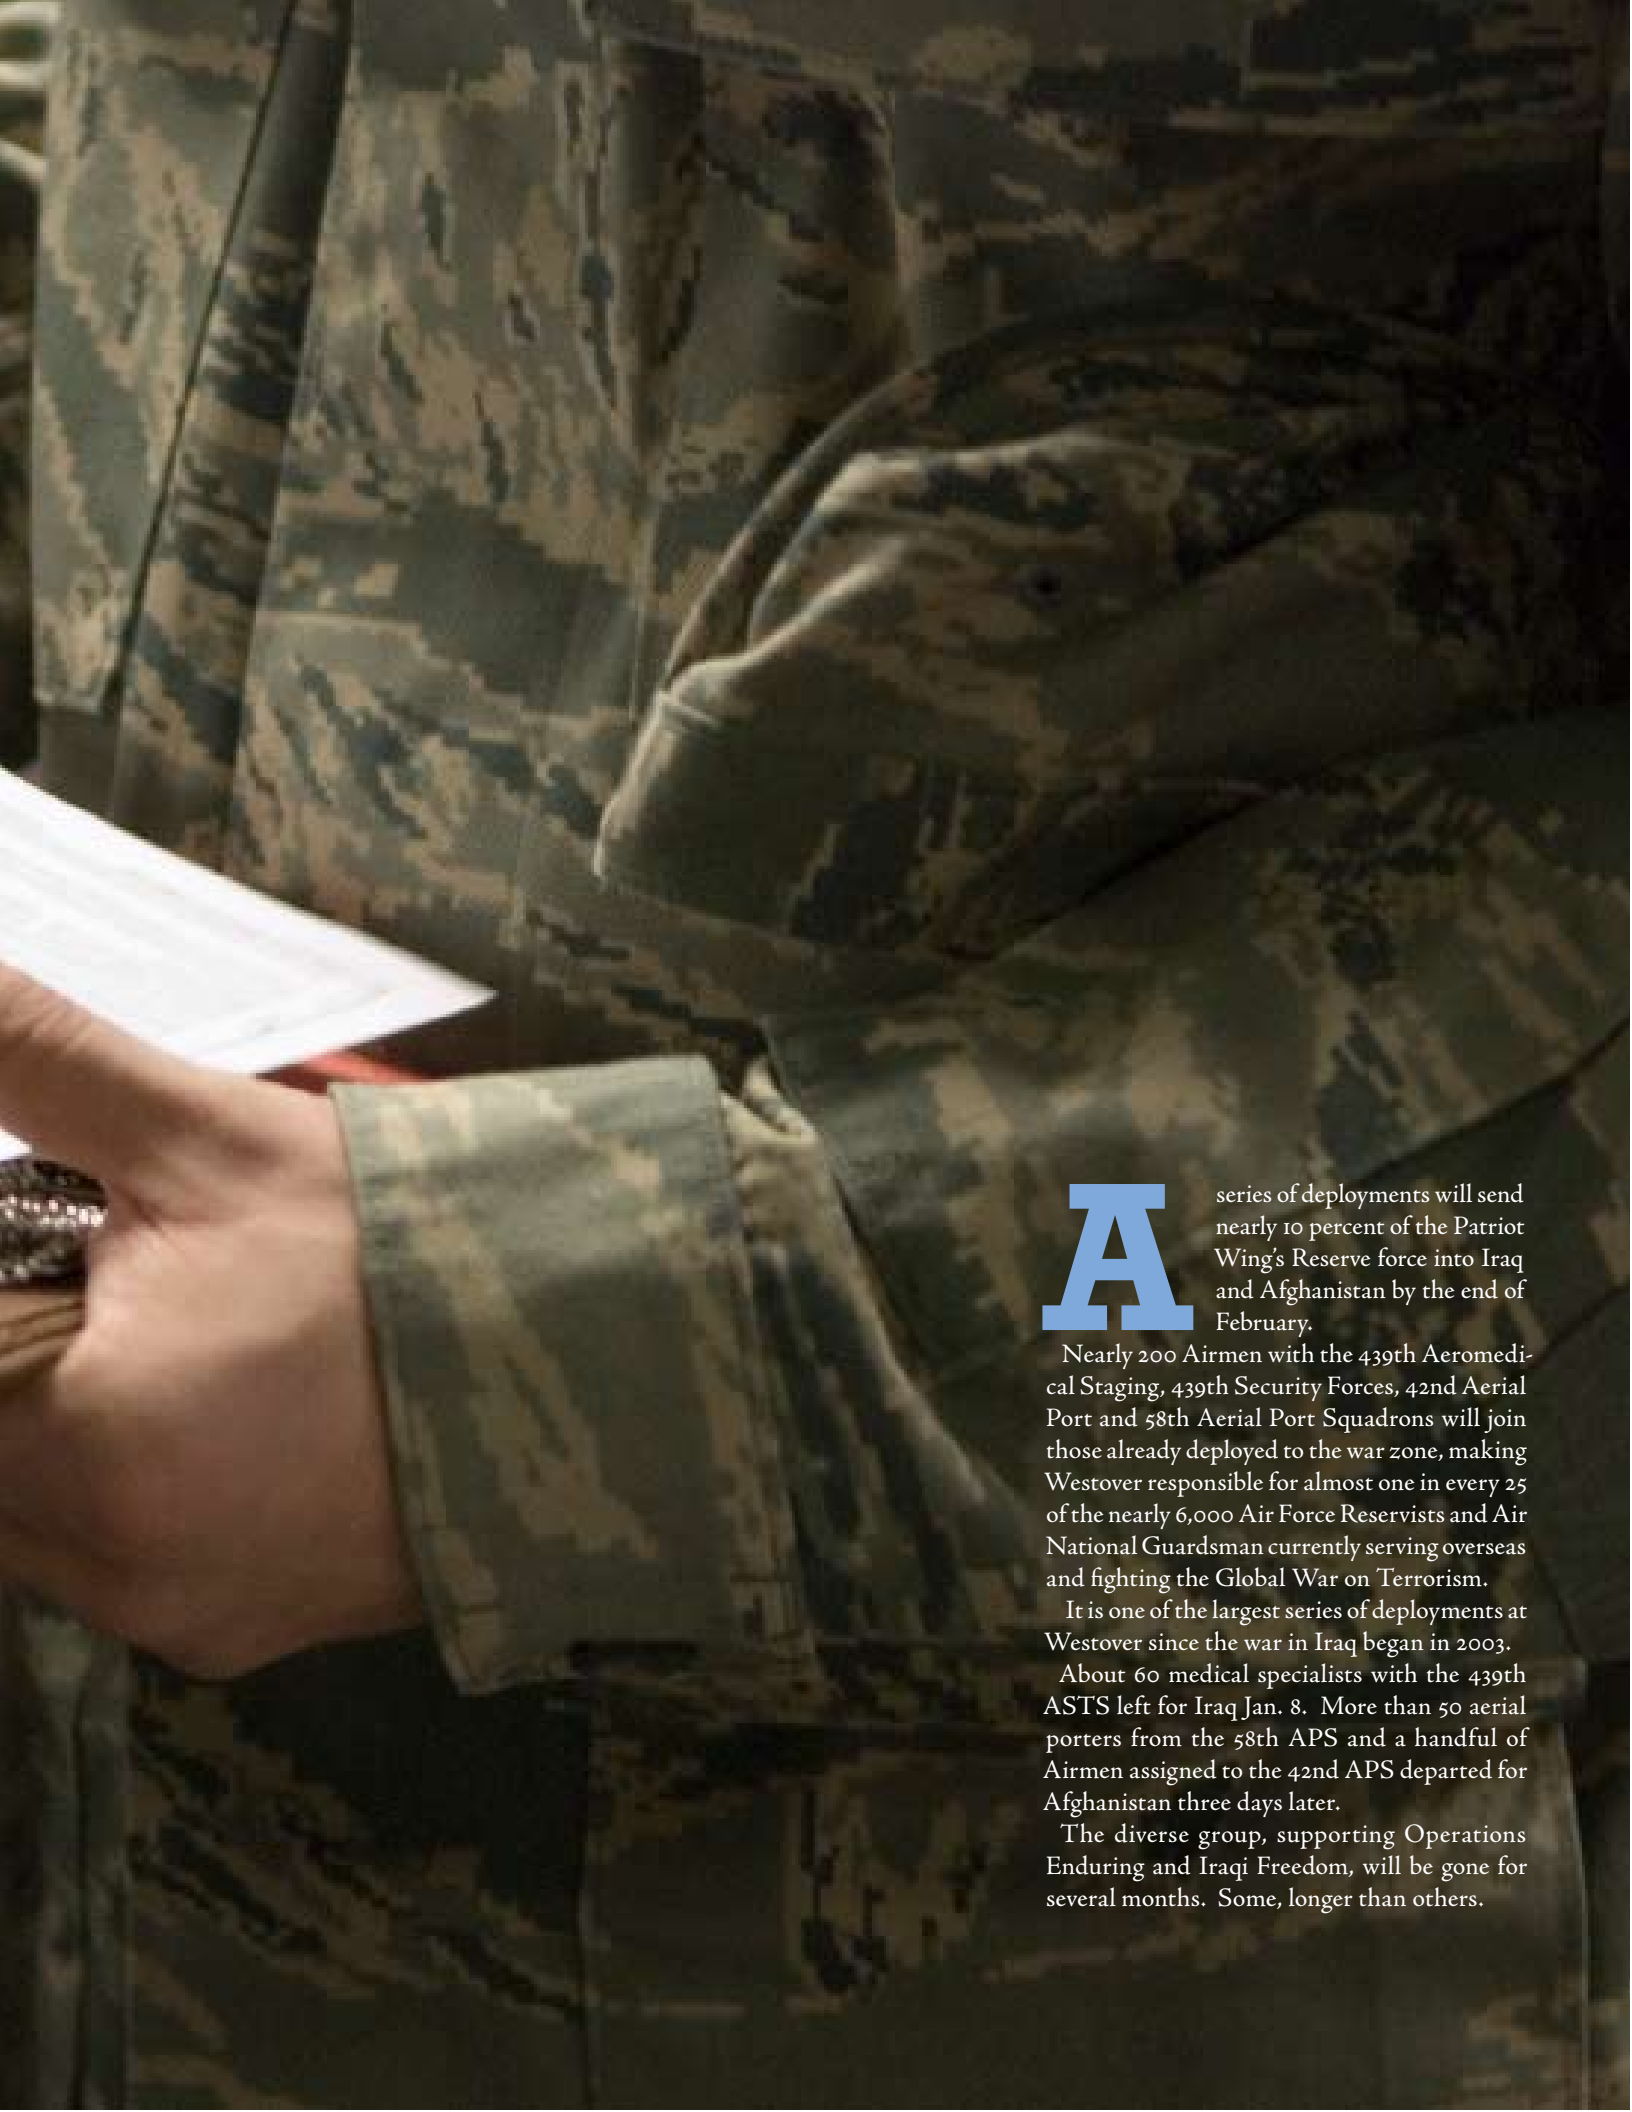 A series of deployments will send
nearly 10 percent of the Patriot
Wing's Reserve force into Iraq
and Afghanistan by the end of
February.
Nearly 200 Airmen with the 439th Aeromedi-
cal Staging, 439th Security Forces, 42nd Aerial
Port and 58th Aerial Port Squadrons will join
those already deployed to the war zone, making
Westover responsible for almost one in every 25
of the nearly 6,000 Air Force Reservists and Air
National Guardsman currently serving overseas
and fighting the Global War on Terrorism.
It is one of the largest series of deployments at
Westover since the war in Iraq began in 2003.
About 60 medical specialists with the 439th
ASTS left for Iraq Jan. 8.  More than 50 aerial
porters from the 58th APS and a handful of
Airmen assigned to the 42nd APS departed for
Afghanistan three days later.
The diverse group, supporting Operations
Enduring and Iraqi Freedom, will be gone for
several months.  Some, longer than others.